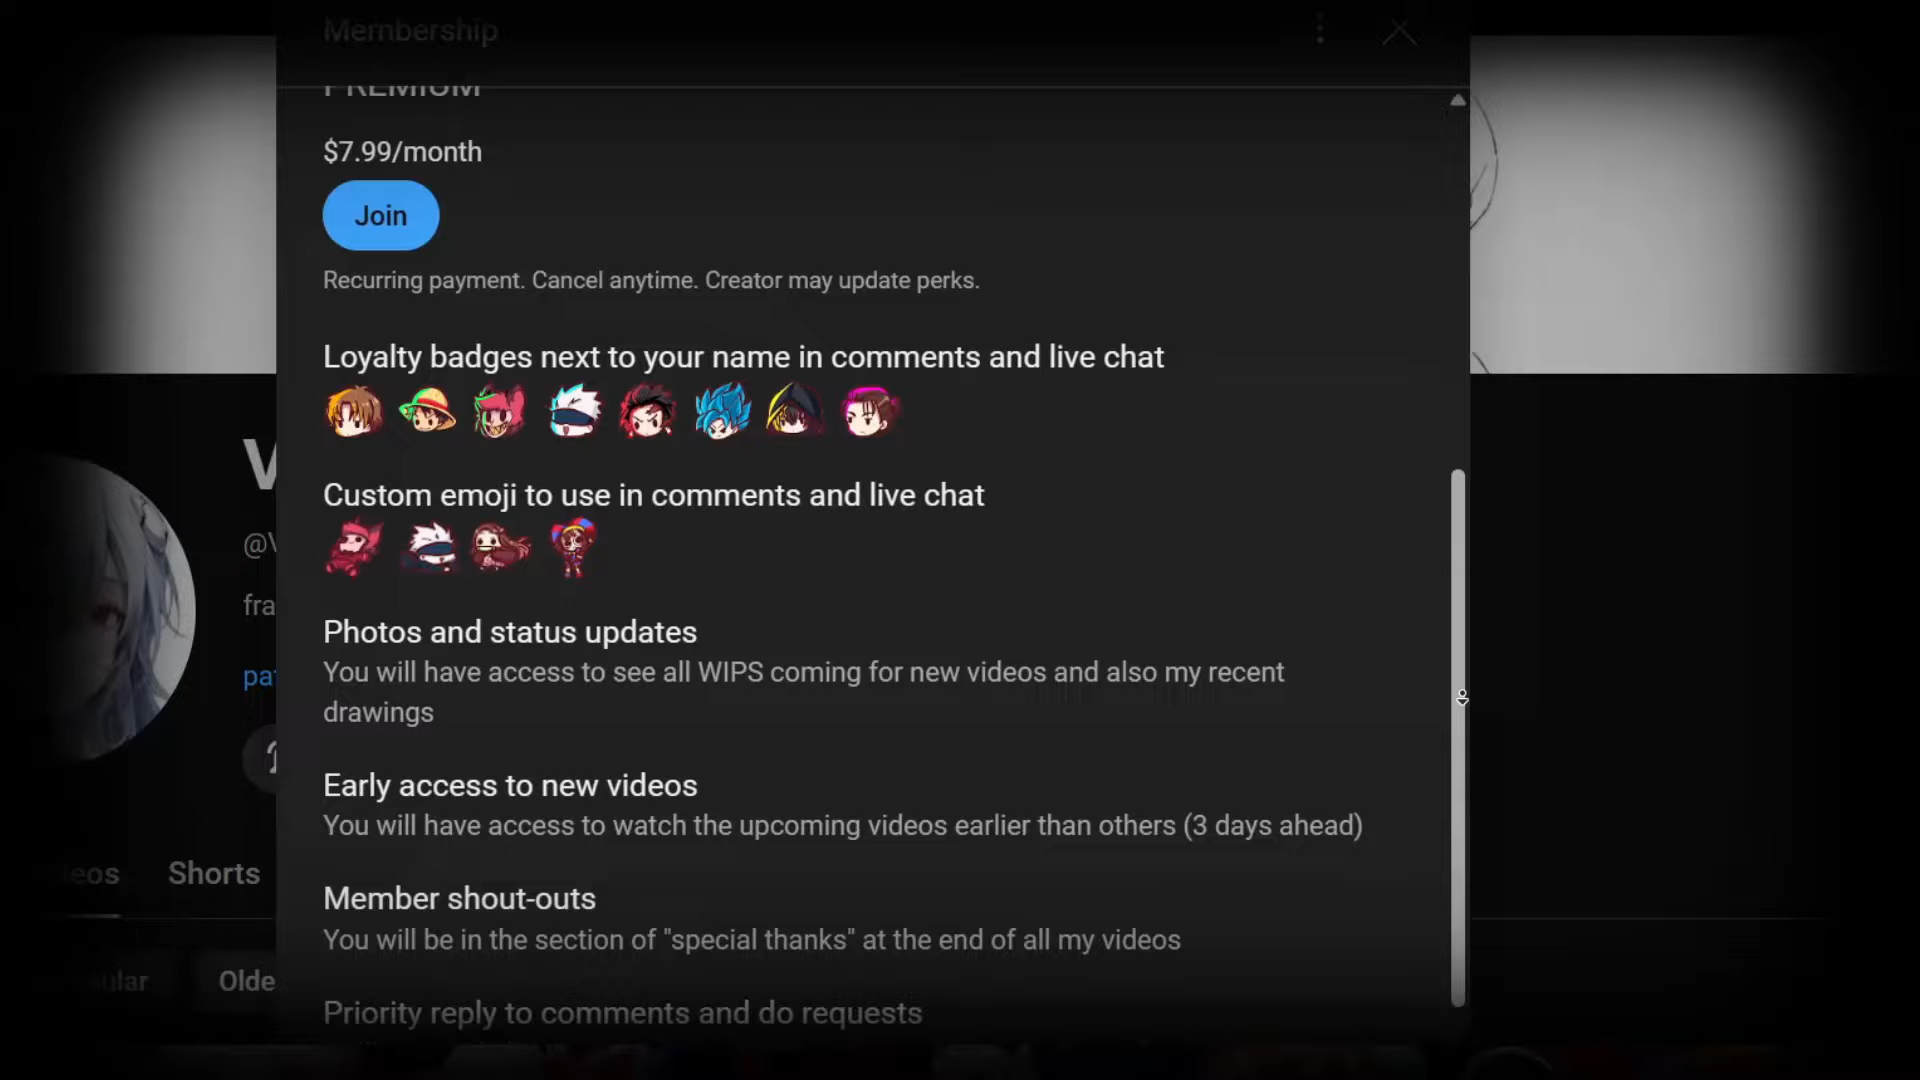 Membership
PREMIUM
$7.99/month
Join
Recurring payment. Cancel anytime. Creator may update perks.
Loyalty badges next to your name in comments and live chat
Custom emoji to use in comments and live chat
Photos and status updates
You will have access to see all WIPS coming for new videos and also my recent
drawings
Early access to new videos
You will have access to watch the upcoming videos earlier than others (3 days ahead)
Member shout-outs
You will be in the section of "special thanks" at the end of all my videos
Priority reply to comments and do requests
V
@V
fra
pat
eos
Shorts
ular
Olde